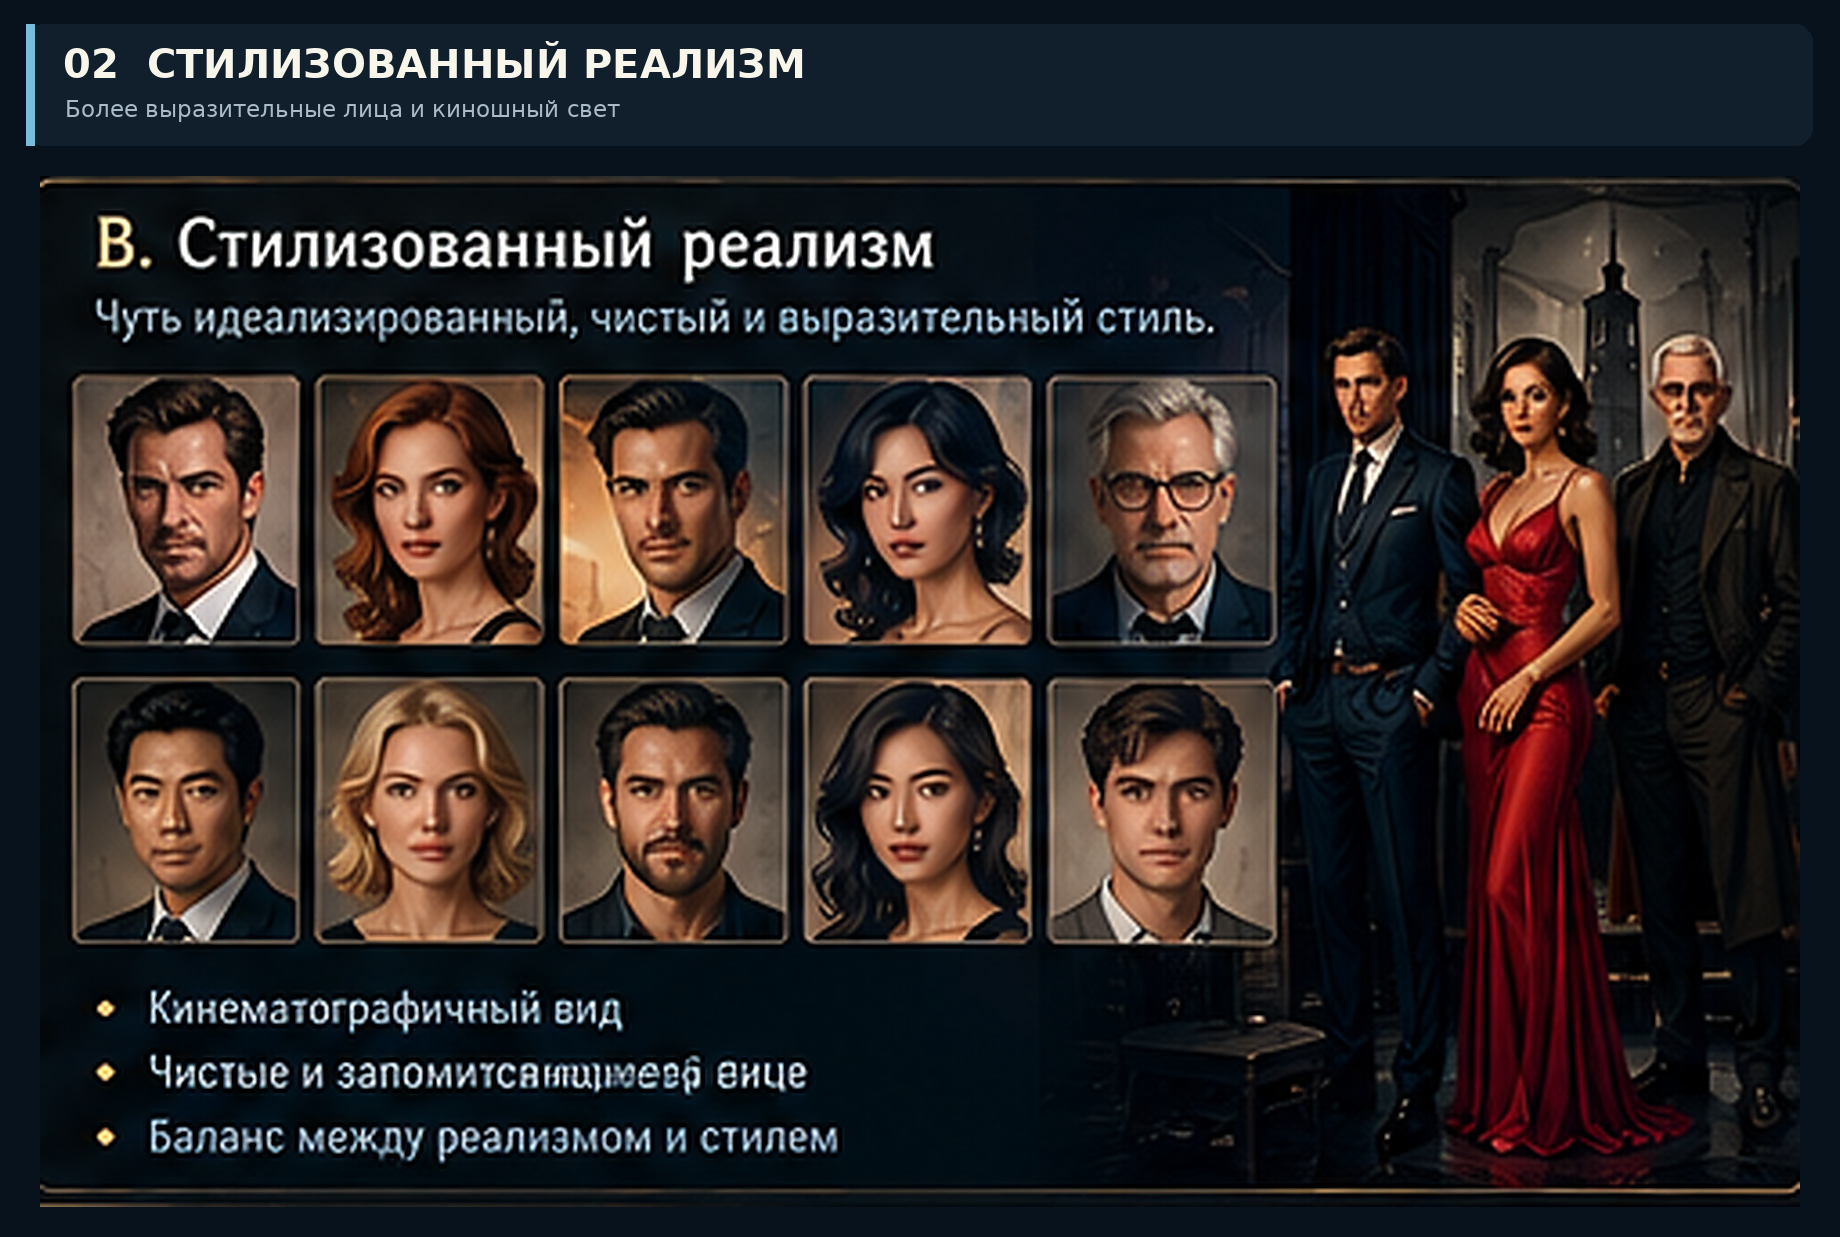 02 СТИЛИЗОВАННЫЙ РЕАЛИЗМ
Более выразительные лица и киношный свет
B. Стилизованный реализм
Чуть идеализированный, чистый и выразительный стиль.
Кинематографичный вид
Чистые и
Баланс между реализмом и стилем